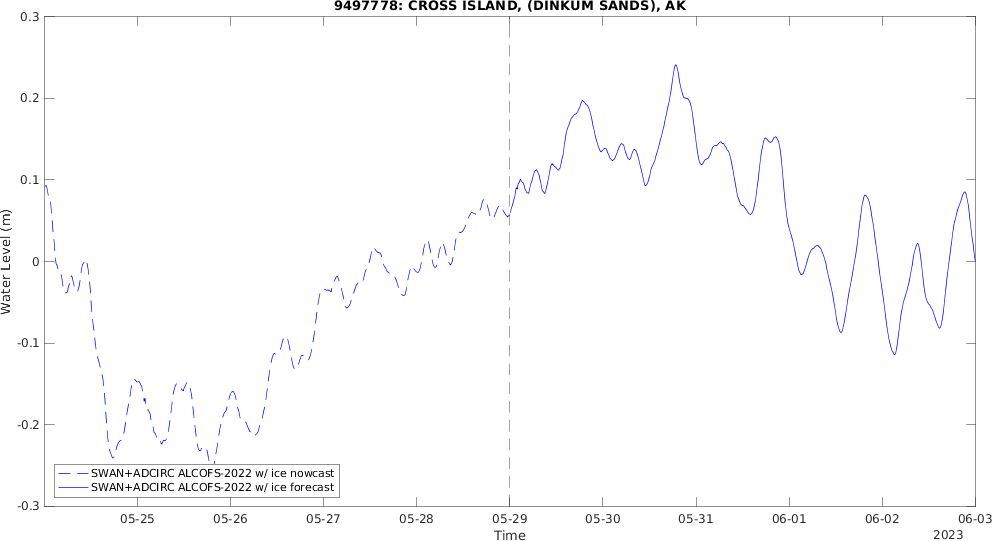 9497778: CROSS ISLAND, (DINKUM SANDS), AK
0.3
0.2
0.1
0
-0.1
-0.2
-0.3
Water Level (m)
SWAN+ADCIRC ALCOFS-2022 w/ ice nowcast
SWAN+ADCIRC ALCOFS-2022 w/ ice forecast
05-25 05-26 05-27 05-28 05-29 05-30 05-31 06-01 06-02 06-03
Time
2023